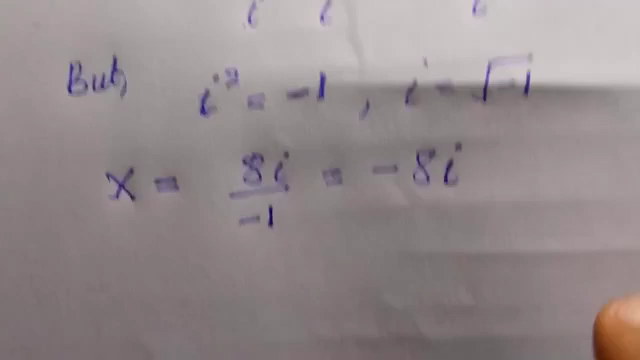 i i i
But, i² = -1 , i = √-1
x = 8i/-1 = -8i